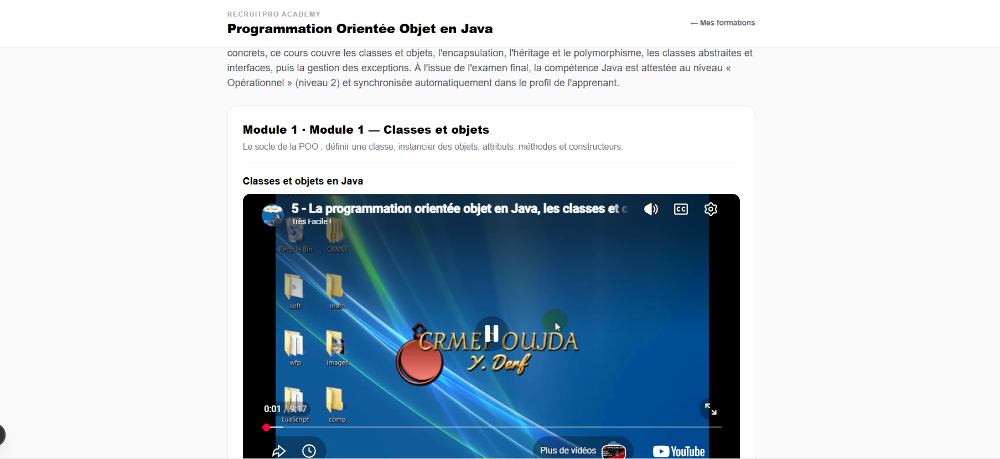 RECRUITPRO ACADEMY
Programmation Orientée Objet en Java
← Mes formations
concrets, ce cours couvre les classes et objets, l'encapsulation, l'héritage et le polymorphisme, les classes abstraites et
interfaces, puis la gestion des exceptions. À l'issue de l'examen final, la compétence Java est attestée au niveau «
Opérationnel » (niveau 2) et synchronisée automatiquement dans le profil de l'apprenant.
Module 1 · Module 1 — Classes et objets
Le socle de la POO : définir une classe, instancier des objets, attributs, méthodes et constructeurs.
Classes et objets en Java
5 - La programmation orientée objet en Java, les classes et
CC
Très Facile !
Recycle Bin
CRMEF
soft
math
CRMEF OUJDA
Y. Derf
wfp
images
0:01 / 9:17
LuaScript
comp
Plus de vidéos
YouTube